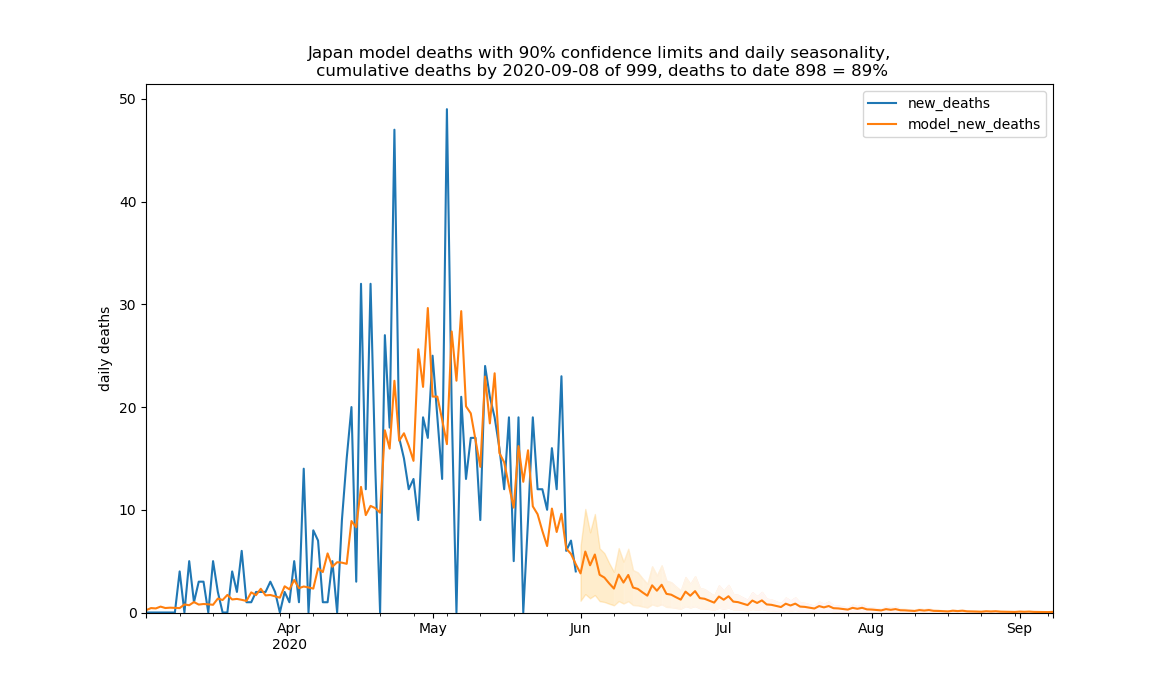 Japan model deaths with 90% confidence limits and daily seasonality,
cumulative deaths by 2020-09-08 of 999, deaths to date 898 = 89%
new_deaths
model_new_deaths
daily deaths
50
40
30
20
10
0
Apr
2020
May
Jun
Jul
Aug
Sep